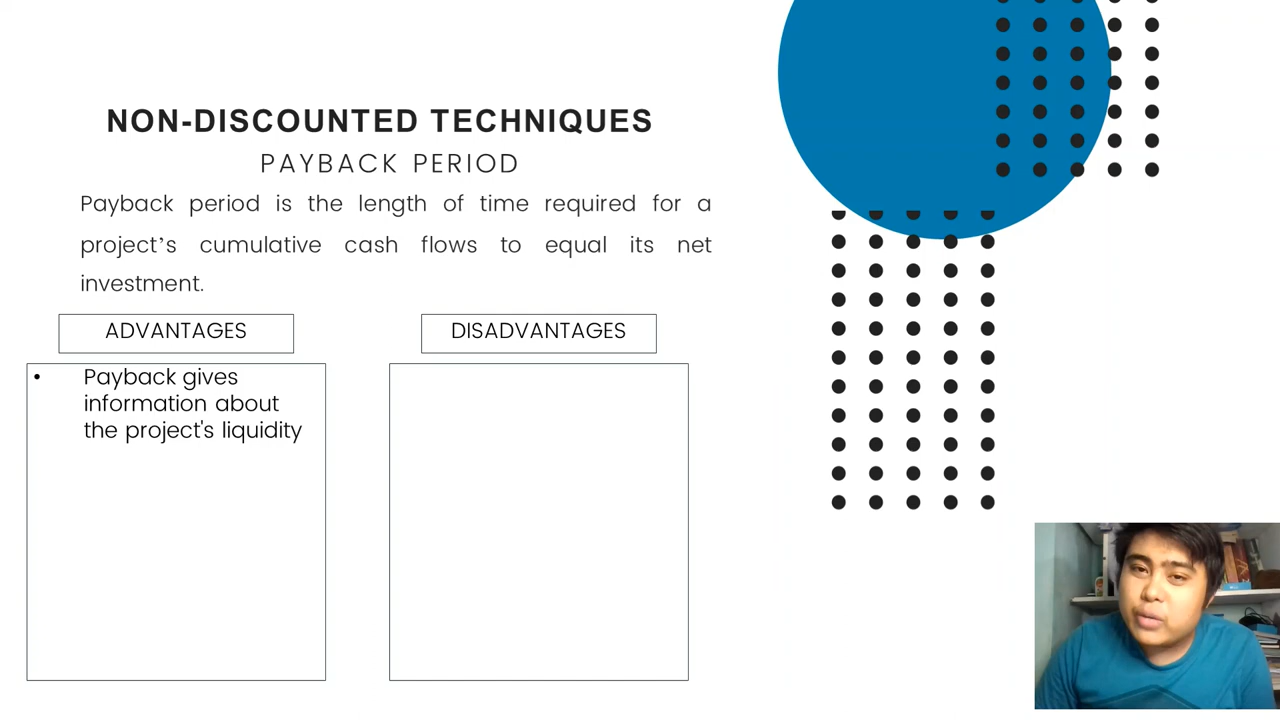 NON-DISCOUNTED TECHNIQUES
PAYBACK PERIOD
Payback period is the length of time required for a
project’s cumulative cash flows to equal its net
investment.
ADVANTAGES
DISADVANTAGES
• Payback gives
information about
the project's liquidity